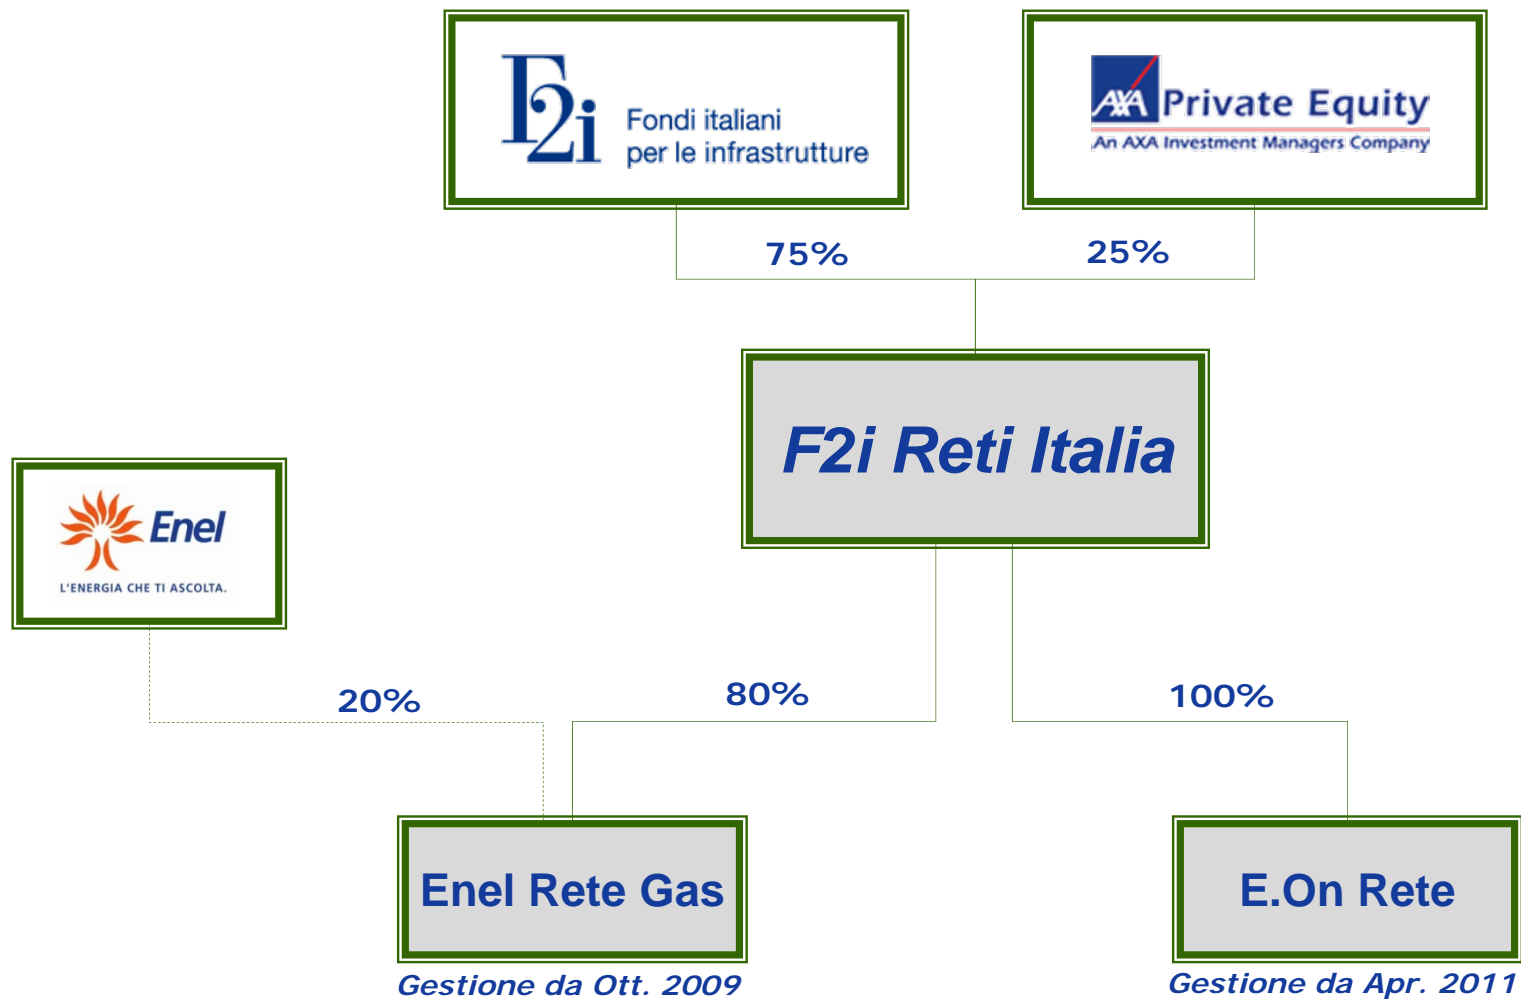 F2i
Fondi italiani
per le infrastrutture
AXA Private Equity
An AXA Investment Managers Company
75%
25%
F2i Reti Italia
Enel
L'ENERGIA CHE TI ASCOLTA.
20%
80%
100%
Enel Rete Gas
E.On Rete
Gestione da Ott. 2009
Gestione da Apr. 2011